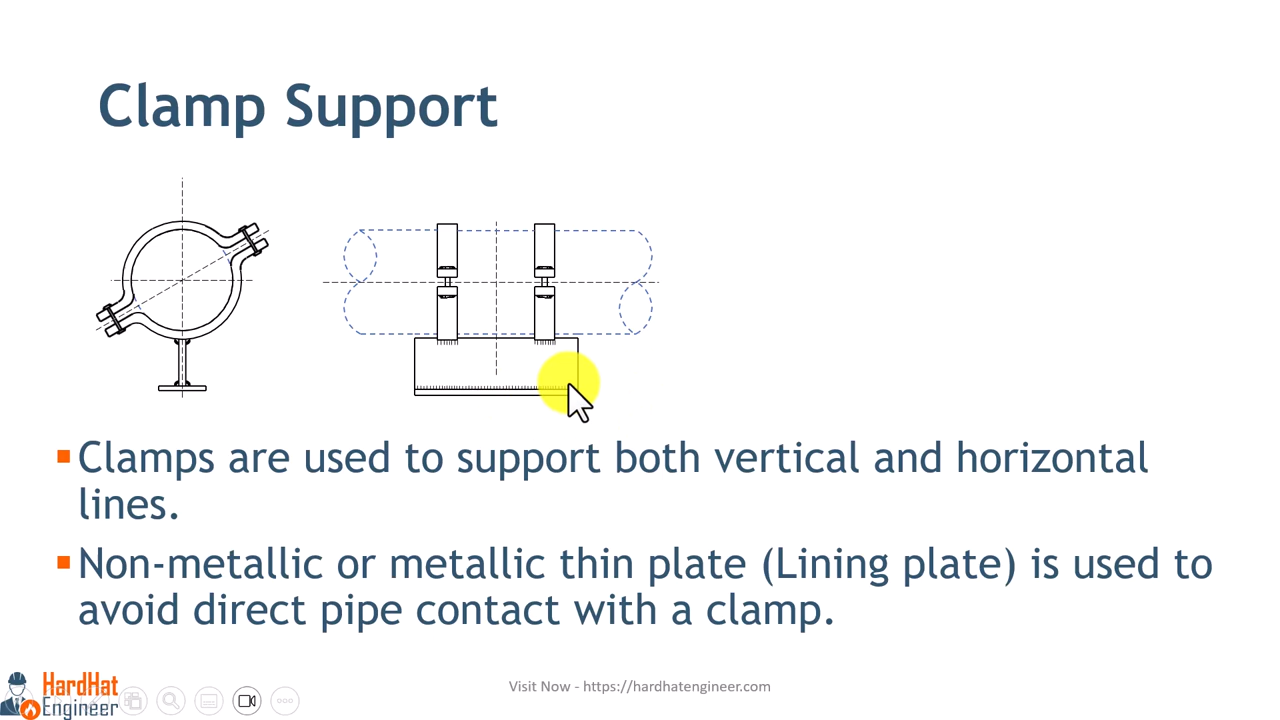 Clamp Support
▪Clamps are used to support both vertical and horizontal
lines.
▪Non-metallic or metallic thin plate (Lining plate) is used to
avoid direct pipe contact with a clamp.
HardHat
Engineer
Visit Now - https://hardhatengineer.com